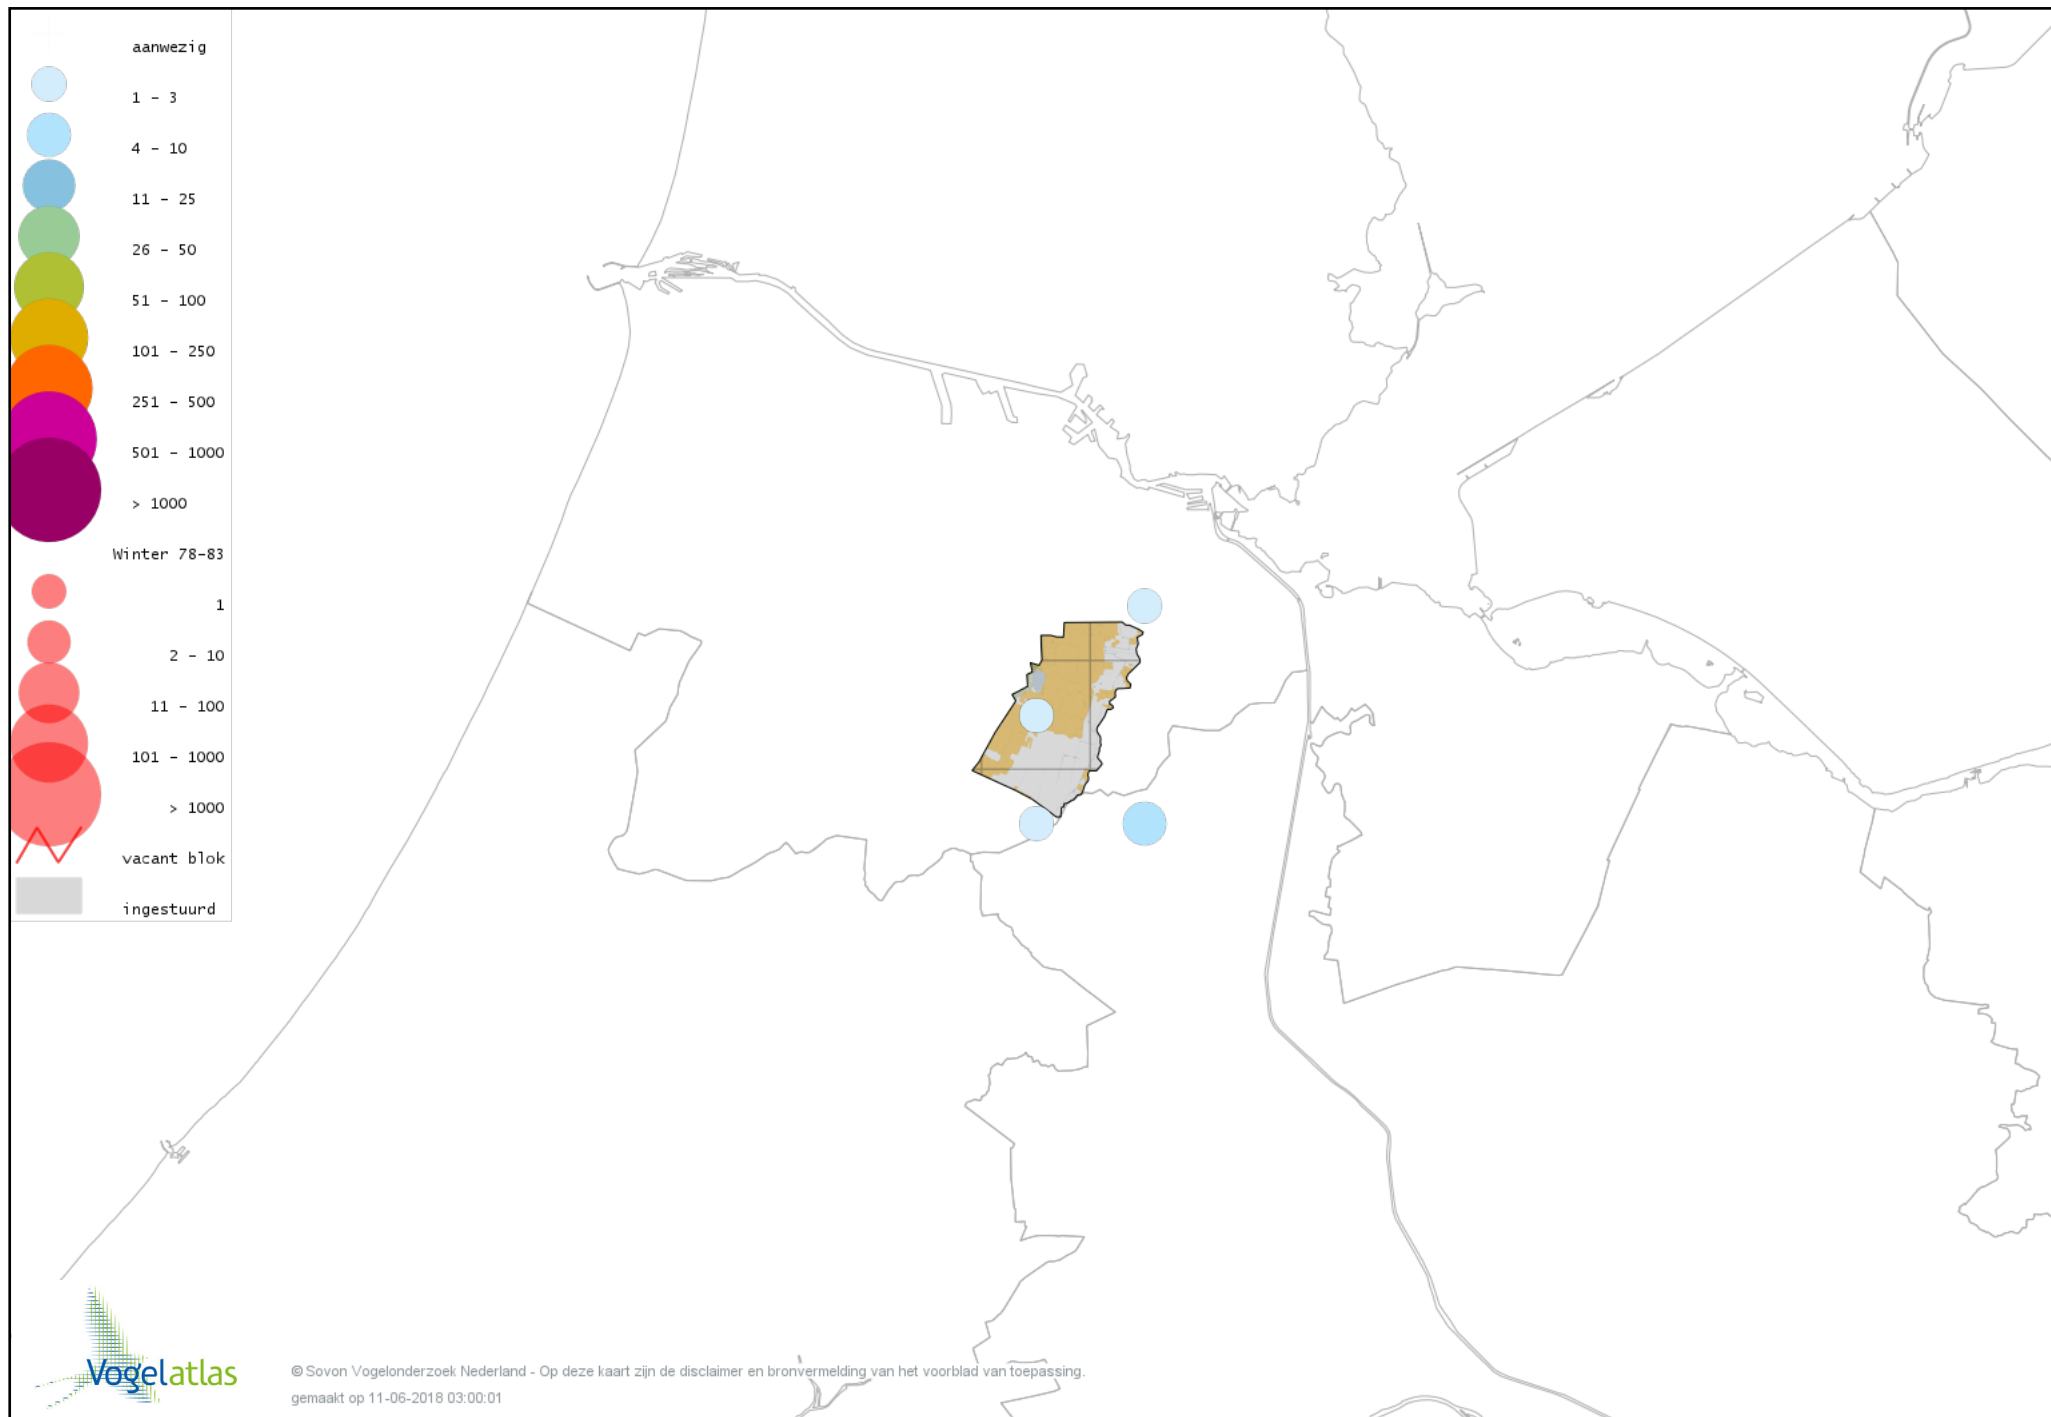 aanwezig
1 - 3
4 - 10
11 - 25
26 - 50
51 - 100
101 - 250
251 - 500
501 - 1000
> 1000
Winter 78-83
1
2 - 10
11 - 100
101 - 1000
> 1000
vacant blok
ingestuurd
Vogelatlas
© Sovon Vogelonderzoek Nederland - Op deze kaart zijn de disclaimer en bronvermelding van het voorblad van toepassing.
gemaakt op 11-06-2018 03:00:01